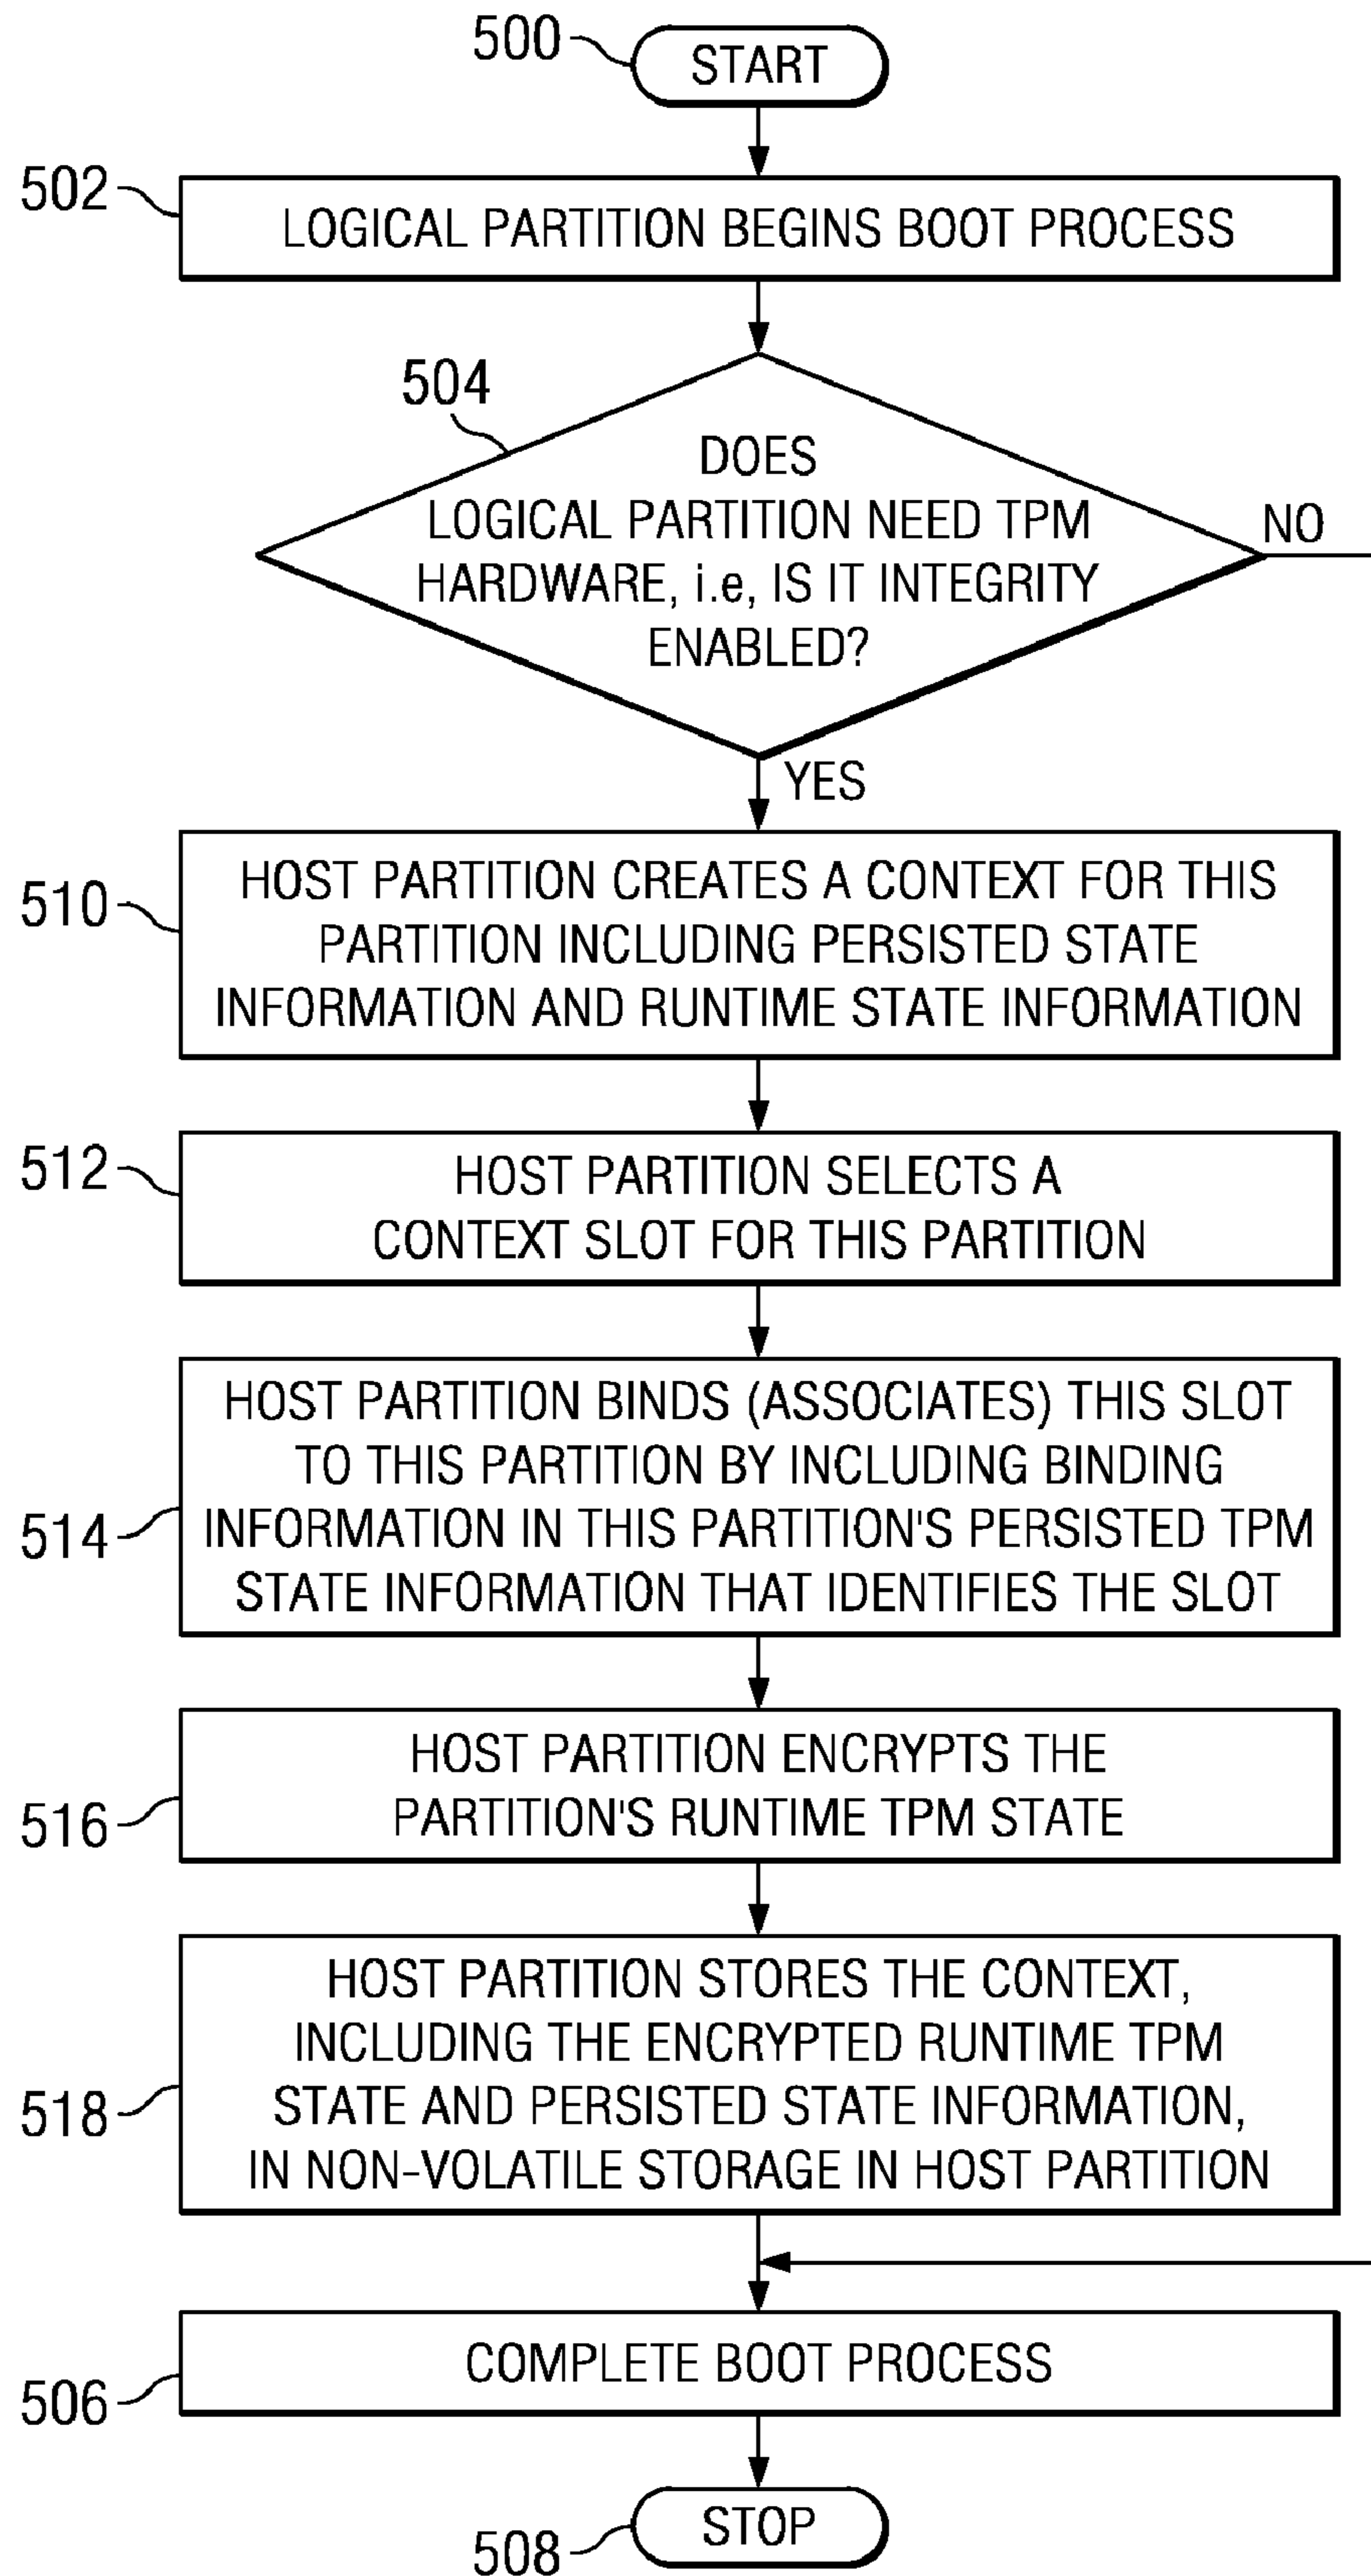 500
START
502
LOGICAL PARTITION BEGINS BOOT PROCESS
504
DOES
LOGICAL PARTITION NEED TPM
HARDWARE, i.e, IS IT INTEGRITY
ENABLED?
NO
YES
510
HOST PARTITION CREATES A CONTEXT FOR THIS
PARTITION INCLUDING PERSISTED STATE
INFORMATION AND RUNTIME STATE INFORMATION
512
HOST PARTITION SELECTS A
CONTEXT SLOT FOR THIS PARTITION
514
HOST PARTITION BINDS (ASSOCIATES) THIS SLOT
TO THIS PARTITION BY INCLUDING BINDING
INFORMATION IN THIS PARTITION'S PERSISTED TPM
STATE INFORMATION THAT IDENTIFIES THE SLOT
516
HOST PARTITION ENCRYPTS THE
PARTITION'S RUNTIME TPM STATE
518
HOST PARTITION STORES THE CONTEXT,
INCLUDING THE ENCRYPTED RUNTIME TPM
STATE AND PERSISTED STATE INFORMATION,
IN NON-VOLATILE STORAGE IN HOST PARTITION
506
COMPLETE BOOT PROCESS
508
STOP